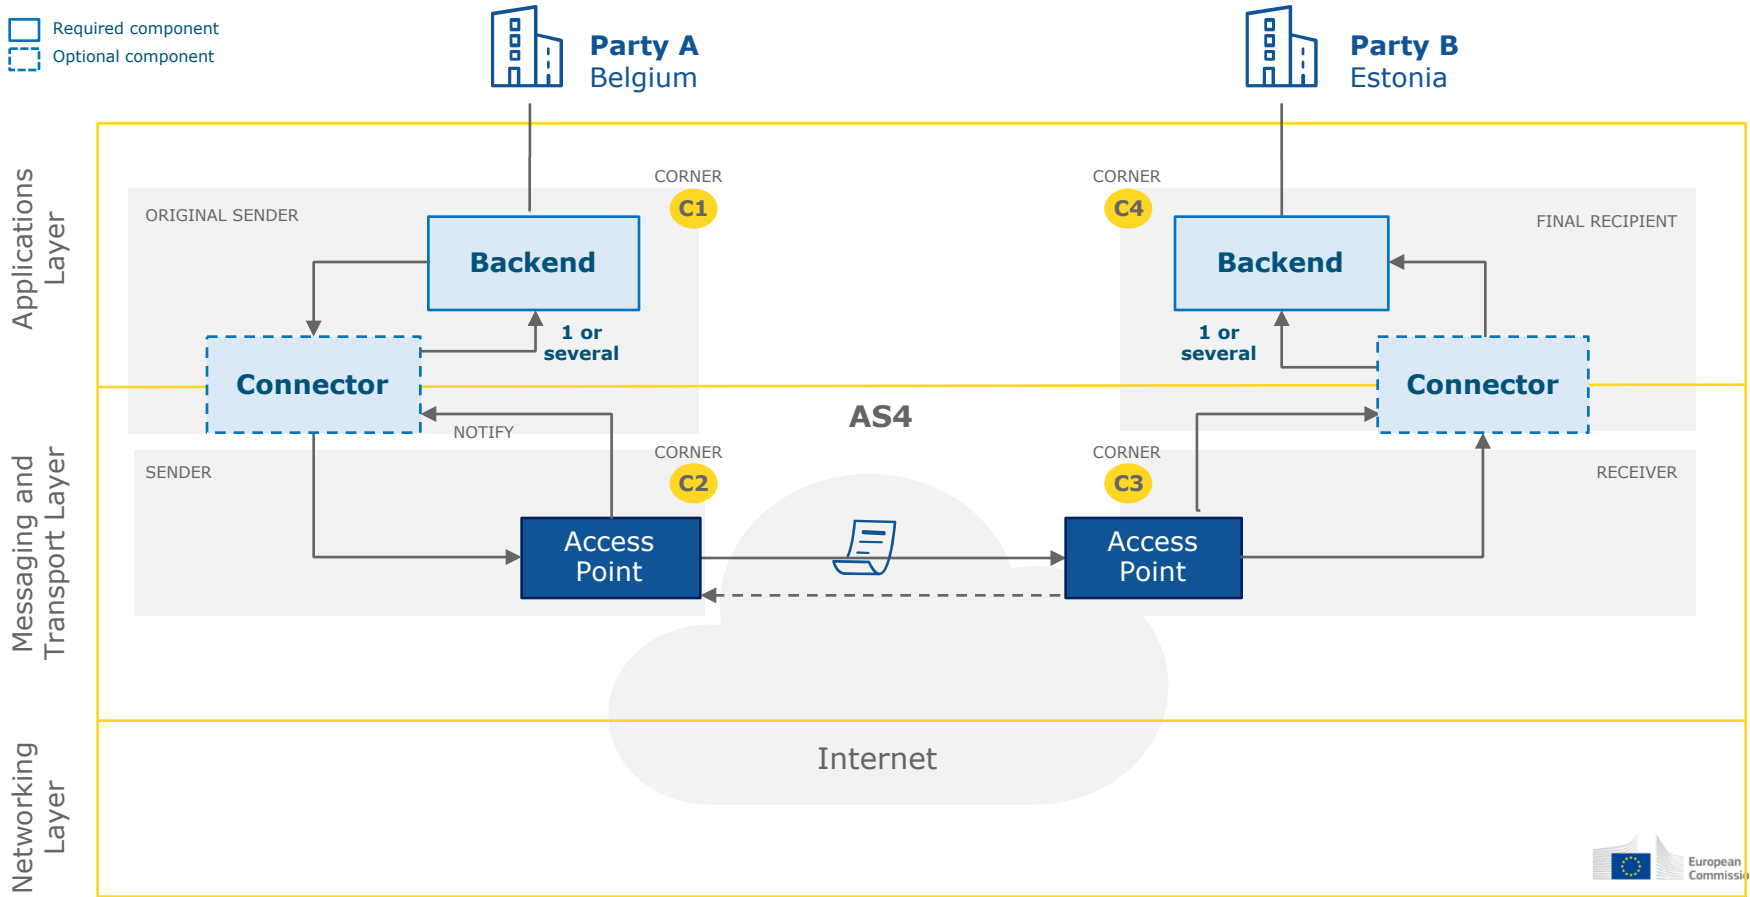 Required component
Optional component
Party A
Belgium
Party B
Estonia
Applications
Layer
CORNER
C1
ORIGINAL SENDER
Backend
1 or
several
Connector
NOTIFY
CORNER
C4
FINAL RECIPIENT
Backend
1 or
several
Connector
AS4
Messaging and
Transport Layer
SENDER
CORNER
C2
Access
Point
CORNER
C3
RECEIVER
Access
Point
Networking
Layer
Internet
European
Commissio